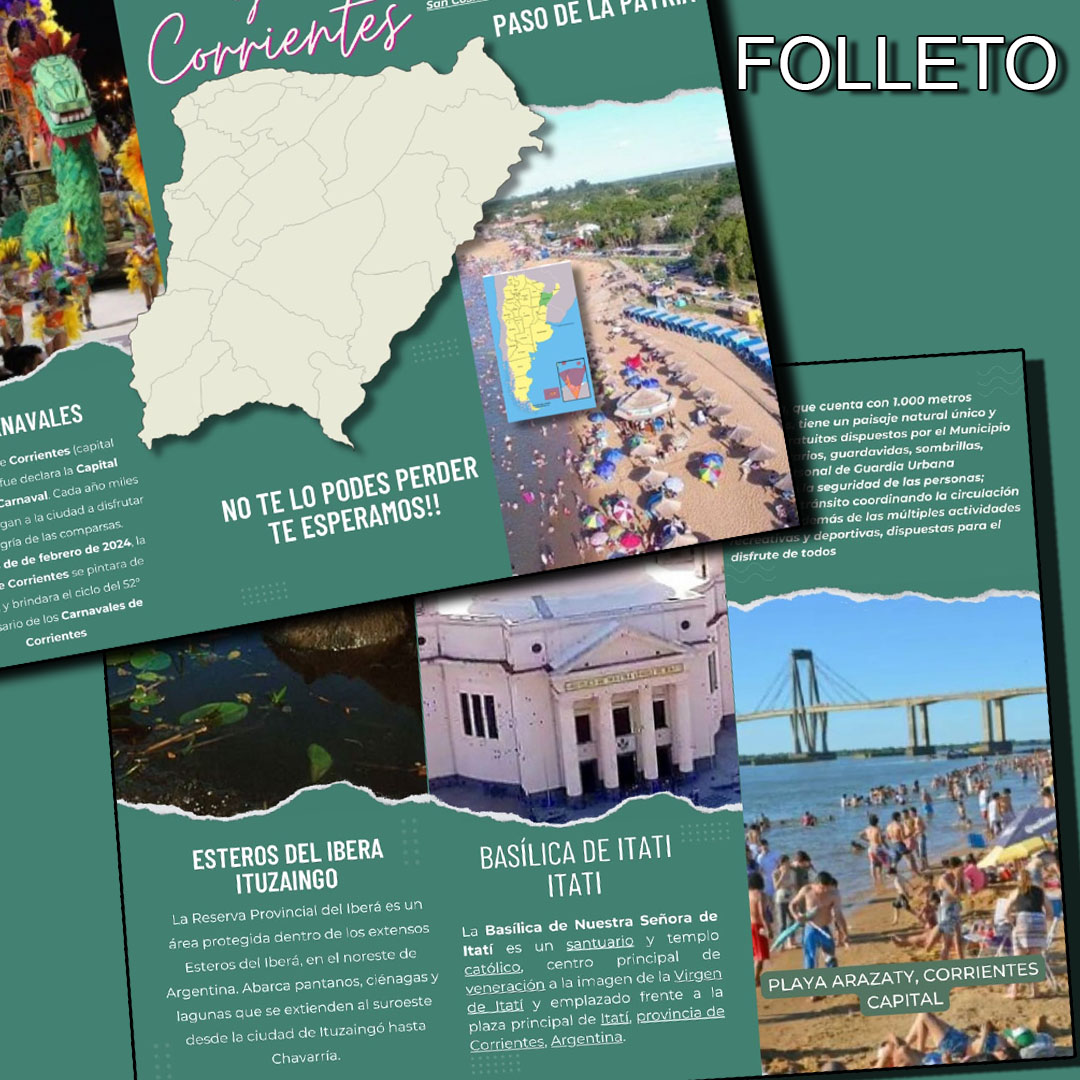 FOLLETO
Corrientes
PASO DE LA PATRIA
CARNAVALES
e Corrientes (capital
fue declara la Capital
Carnaval. Cada año miles
gan a la ciudad a disfrutar
gría de las comparsas.
de de febrero de 2024, la
e Corrientes se pintara de
y brindara el ciclo del 52º
sario de los Carnavales de
Corrientes
NO TE LO PODES PERDER
TE ESPERAMOS!!
que cuenta con 1.000 metros
tiene un paisaje natural único y
gratuitos dispuestos por el Municipio
guardavidas, sombrillas,
de Guardia Urbana
la seguridad de las personas;
tránsito coordinando la circulación
además de las múltiples actividades
recreativas y deportivas, dispuestas para el
disfrute de todos
ESTEROS DEL IBERA
ITUZAINGO
La Reserva Provincial del Iberá es un
área protegida dentro de los extensos
Esteros del Iberá, en el noreste de
Argentina. Abarca pantanos, ciénagas y
lagunas que se extienden al suroeste
desde la ciudad de Ituzaingó hasta
Chavarría.
BASÍLICA DE ITATI
ITATI
La Basílica de Nuestra Señora de
Itatí es un santuario y templo
católico, centro principal de
veneración a la imagen de la Virgen
de Itatí y emplazado frente a la
plaza principal de Itatí, provincia de
Corrientes, Argentina.
PLAYA ARAZATY, CORRIENTES
CAPITAL